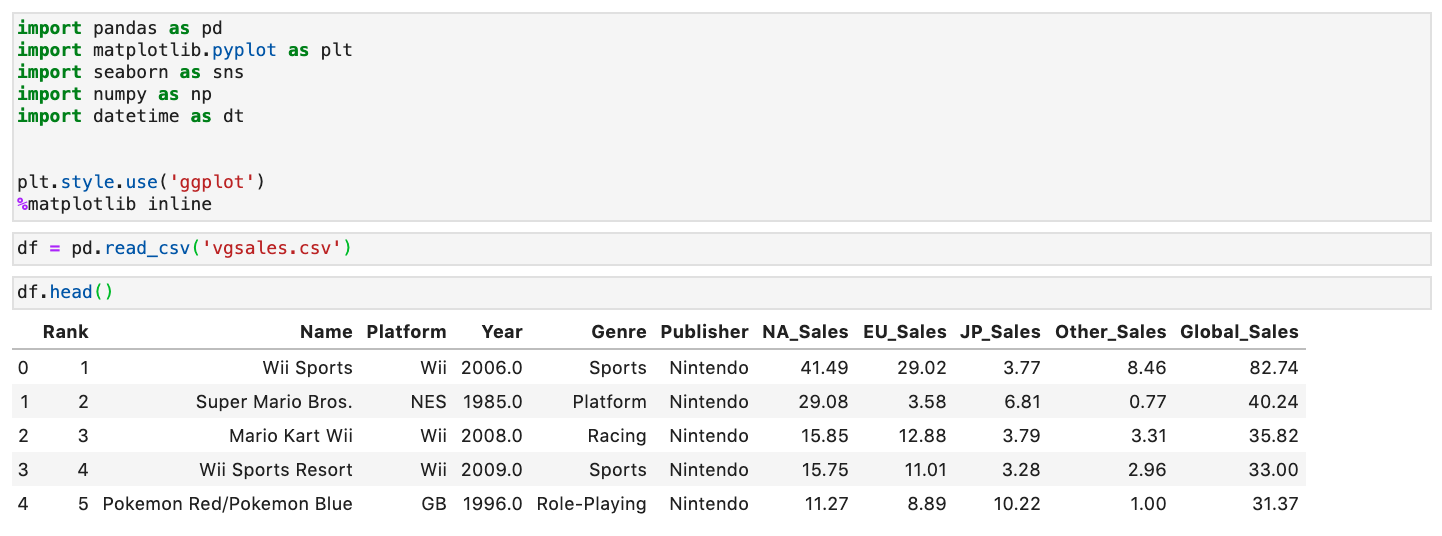 import pandas as pd
import matplotlib.pyplot as plt
import seaborn as sns
import numpy as np
import datetime as dt
plt.style.use('ggplot')
%matplotlib inline
df = pd.read_csv('vgsales.csv')
df.head()
Rank Name Platform Year Genre Publisher NA_Sales EU_Sales JP_Sales Other_Sales Global_Sales
0 1 Wii Sports Wii 2006.0 Sports Nintendo 41.49 29.02 3.77 8.46 82.74
1 2 Super Mario Bros. NES 1985.0 Platform Nintendo 29.08 3.58 6.81 0.77 40.24
2 3 Mario Kart Wii Wii 2008.0 Racing Nintendo 15.85 12.88 3.79 3.31 35.82
3 4 Wii Sports Resort Wii 2009.0 Sports Nintendo 15.75 11.01 3.28 2.96 33.00
4 5 Pokemon Red/Pokemon Blue GB 1996.0 Role-Playing Nintendo 11.27 8.89 10.22 1.00 31.37